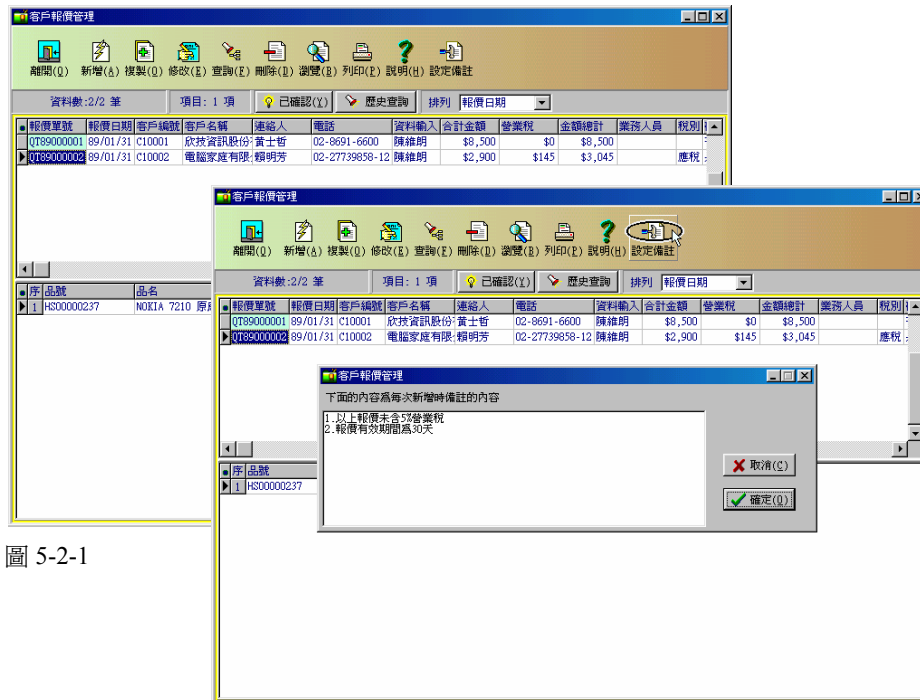 客戶報價管理
離開(Q) 新增(A) 複製(O) 修改(E) 查詢(F) 刪除(D) 瀏覽(B) 列印(P) 說明(H) 設定備註
資料數:2/2 筆 項目: 1 項 已確認(Y) 歷史查詢 排列 報價日期
報價單號 報價日期 客戶編號 客戶名稱 連絡人 電話 資料輸入 合計金額 營業稅 金額總計 業務人員 稅別
QT89000001 89/01/31 C10001 欣技資訊股份 黃士哲 02-8691-6600 陳維明 $8,500 $0 $8,500
QT89000002 89/01/31 C10002 電腦家庭有限 賴明芳 02-27739858-12 陳維明 $2,900 $145 $3,045 應稅
序 品號 品名
1 HS00000237 NOKIA 7210
圖 5-2-1
客戶報價管理
離開(Q) 新增(A) 複製(O) 修改(E) 查詢(F) 刪除(D) 瀏覽(B) 列印(P) 說明(H) 設定備註
資料數:2/2 筆 項目: 1 項 已確認(Y) 歷史查詢 排列 報價日期
報價單號 報價日期 客戶編號 客戶名稱 連絡人 電話 資料輸入 合計金額 營業稅 金額總計 業務人員 稅別
QT89000001 89/01/31 C10001 欣技資訊股份 黃士哲 02-8691-6600 陳維明 $8,500 $0 $8,500
QT89000002 89/01/31 C10002 電腦家庭有限 賴明芳 02-27739858-12 陳維明 $2,900 $145 $3,045 應稅
序 品號
1 HS00000237
客戶報價管理
下面的內容為每次新增時備註的內容
1.以上報價未含5%營業稅
2.報價有效期間為30天
取消(C)
確定(O)